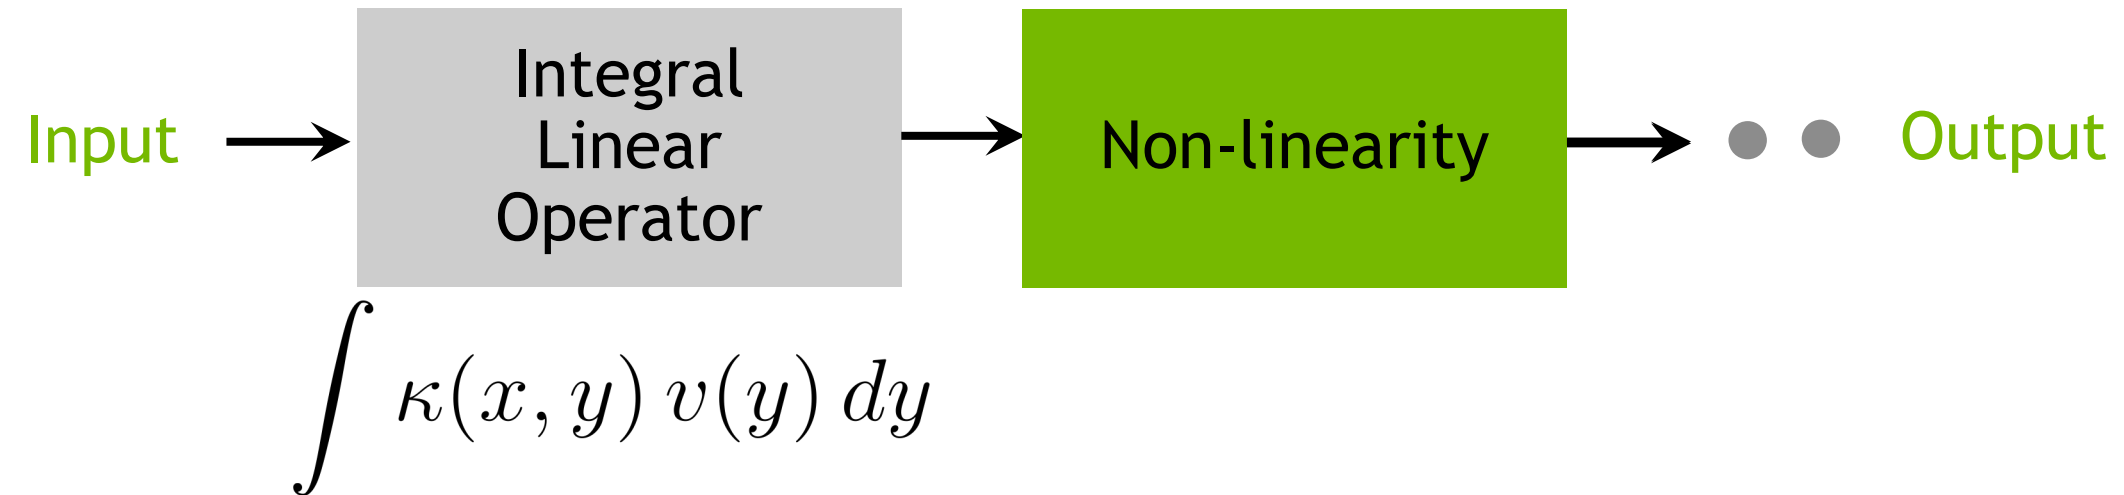 Input
Integral
Linear
Operator
Non-linearity
Output
∫ κ(x, y) v(y) dy